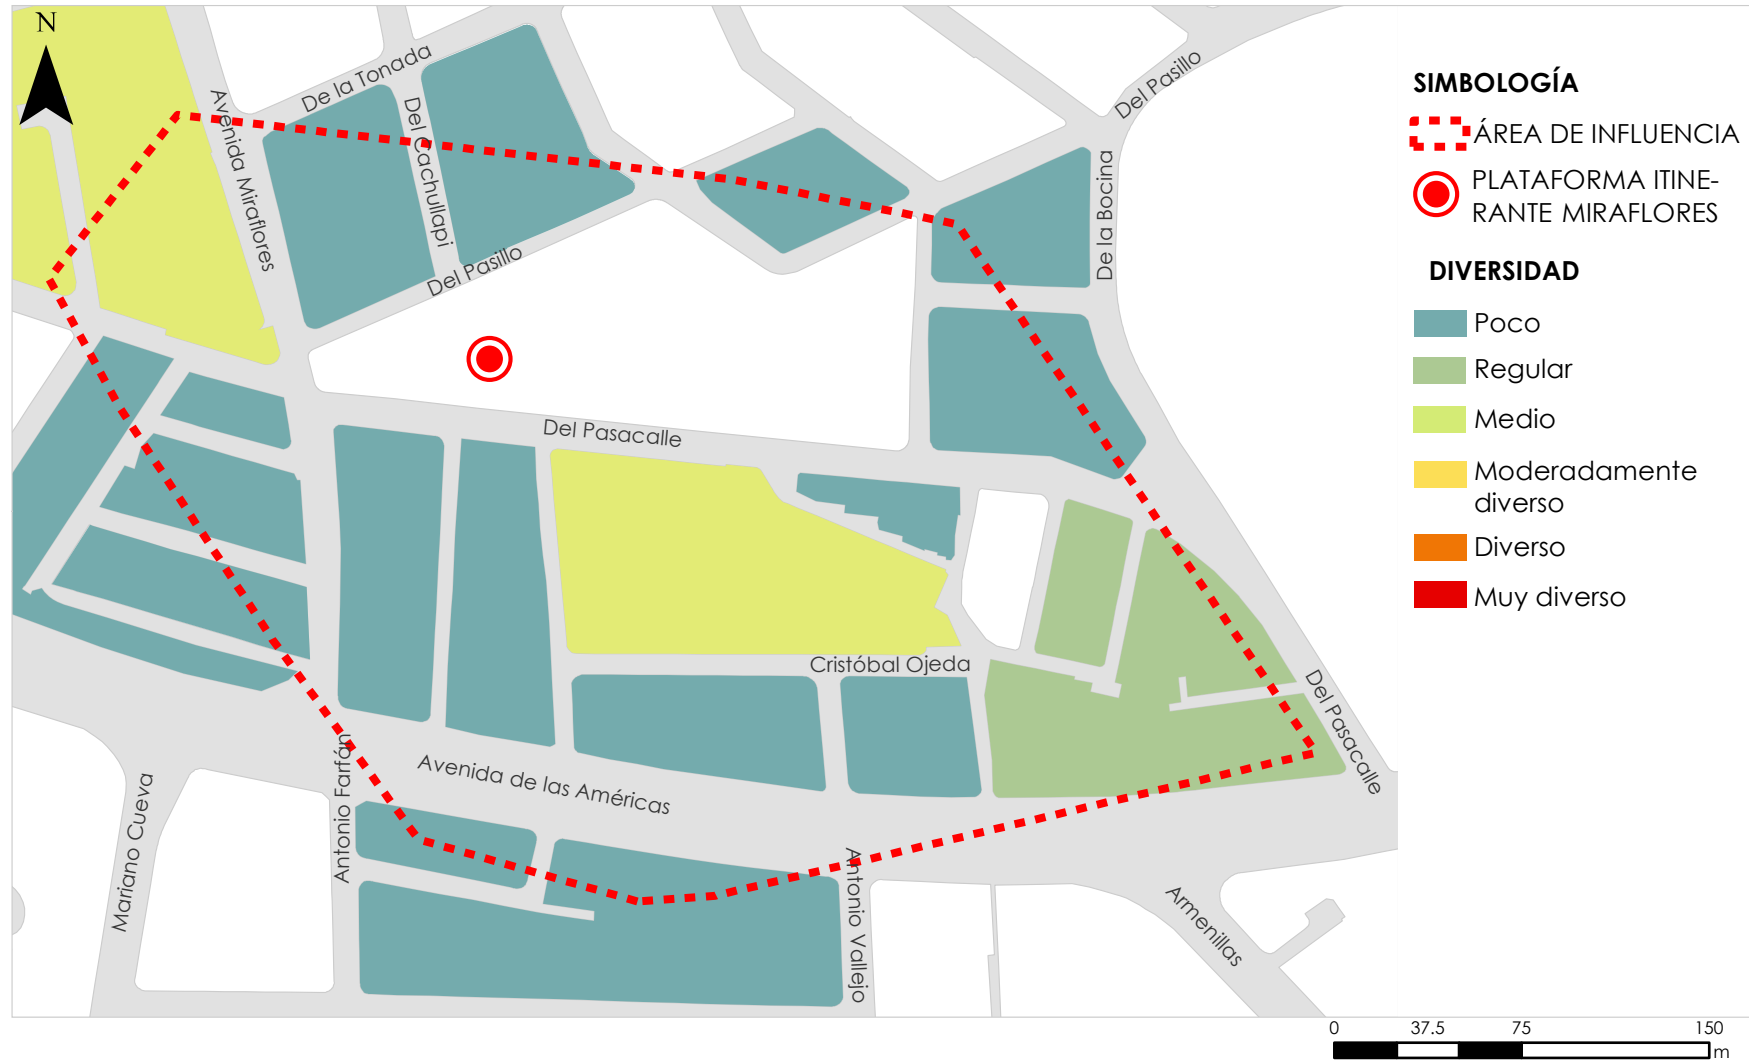 N
De la Tonada
Del Cachullapi
Avenida Miraflores
Del Pasillo
Del Pasillo
De la Bocina
Del Pasacalle
Cristóbal Ojeda
Del Pasacalle
Avenida de las Américas
Antonio Farfán
Mariano Cueva
Antonio Vallejo
Armenillas
SIMBOLOGÍA
ÁREA DE INFLUENCIA
PLATAFORMA ITINE-
RANTE MIRAFLORES
DIVERSIDAD
Poco
Regular
Medio
Moderadamente
diverso
Diverso
Muy diverso
0 37.5 75 150
m